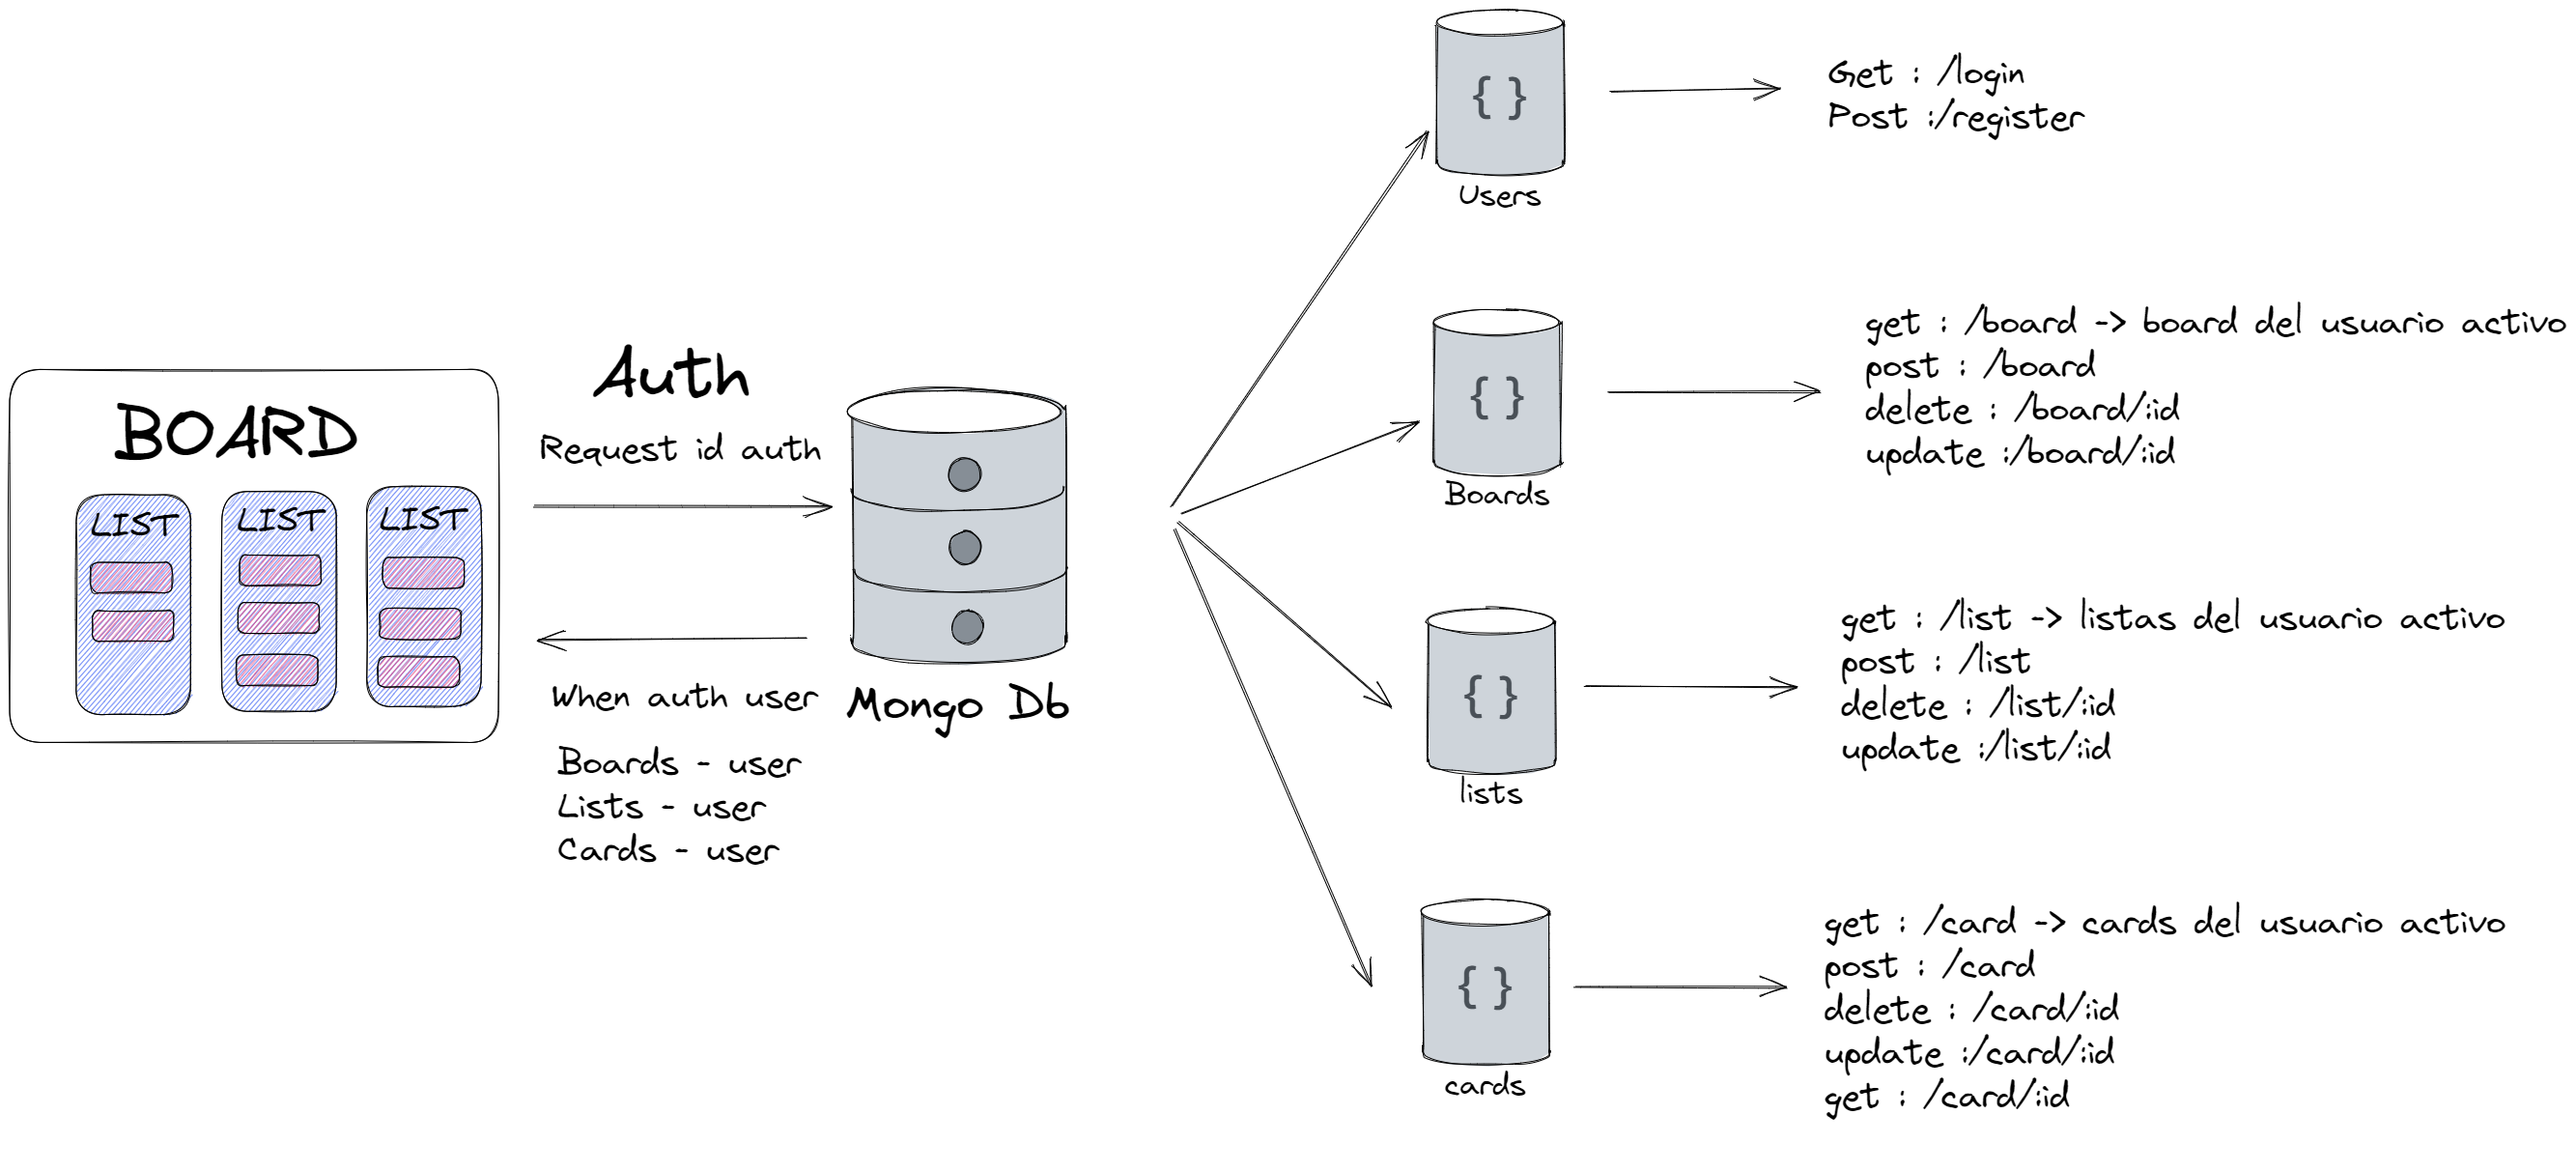 BOARD
LIST
LIST
LIST
Auth
Request id auth
When auth user
Boards - user
Lists - user
Cards - user
Mongo Db
{ }
Users
Get : /login
Post :/register
{ }
Boards
get : /board -> board del usuario activo
post : /board
delete : /board/:id
update :/board/:id
{ }
lists
get : /list -> listas del usuario activo
post : /list
delete : /list/:id
update :/list/:id
{ }
cards
get : /card -> cards del usuario activo
post : /card
delete : /card/:id
update :/card/:id
get : /card/:id